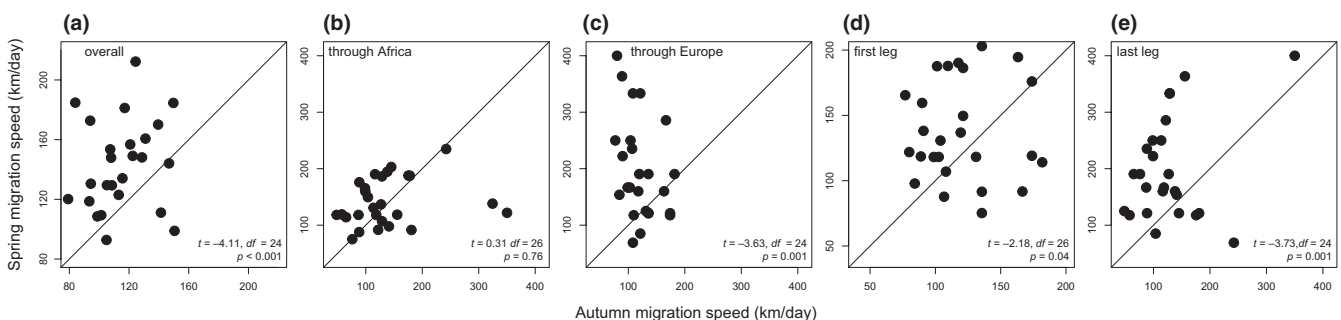 (a) (b) (c) (d) (e)
overall
through Africa
through Europe
first leg
last leg
Spring migration speed (km/day)
200
160
120
80
t = −4.11, df = 24
p < 0.001
80 120 160 200
400
300
200
100
t = 0.31 df = 26
p = 0.76
100 200 300 400
400
300
200
100
t = −3.63, df = 24
p = 0.001
100 200 300 400
200
150
100
50
t = −2.18, df = 26
p = 0.04
50 100 150 200
400
300
200
100
t = −3.73, df = 24
p = 0.001
100 200 300 400
Autumn migration speed (km/day)